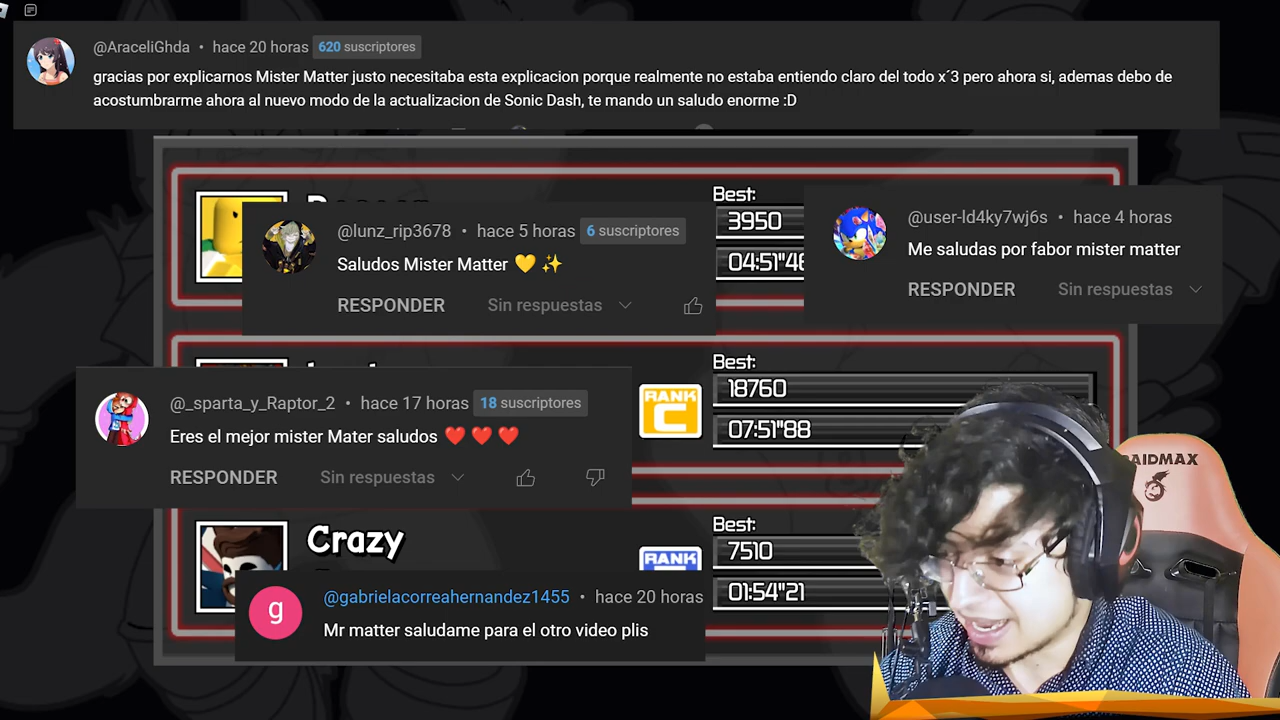 @AraceliGhda • hace 20 horas 620 suscriptores
gracias por explicarnos Mister Matter justo necesitaba esta explicacion porque realmente no estaba entiendo claro del todo x´3 pero ahora si, ademas debo de
acostumbrarme ahora al nuevo modo de la actualizacion de Sonic Dash, te mando un saludo enorme :D
Best:
3950
04:51"46
@lunz_rip3678 • hace 5 horas 6 suscriptores
Saludos Mister Matter 💛 ✨
RESPONDER Sin respuestas
@user-ld4ky7wj6s • hace 4 horas
Me saludas por fabor mister matter
RESPONDER Sin respuestas
Best:
RANK
C
18760
07:51"88
@_sparta_y_Raptor_2 • hace 17 horas 18 suscriptores
Eres el mejor mister Mater saludos ❤️ ❤️ ❤️
RESPONDER Sin respuestas
RAIDMAX
Crazy
RANK
Best:
7510
01:54"21
g
@gabrielacorreahernandez1455 • hace 20 horas
Mr matter saludame para el otro video plis